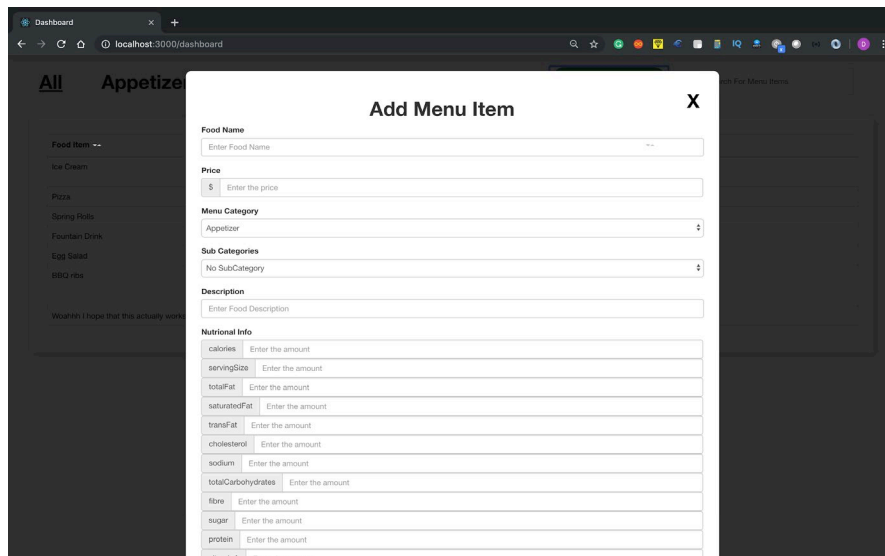 Dashboard
localhost:3000/dashboard
All
Appetize
Search For Menu Items
Food Item
Ice Cream
Pizza
Spring Rolls
Fountain Drink
Egg Salad
BBQ ribs
Woahhh I hope that this actually works
Add Menu Item
X
Food Name
Enter Food Name
Price
$ Enter the price
Menu Category
Appetizer
Sub Categories
No SubCategory
Description
Enter Food Description
Nutrional Info
calories Enter the amount
servingSize Enter the amount
totalFat Enter the amount
saturatedFat Enter the amount
transFat Enter the amount
cholesterol Enter the amount
sodium Enter the amount
totalCarbohydrates Enter the amount
fibre Enter the amount
sugar Enter the amount
protein Enter the amount